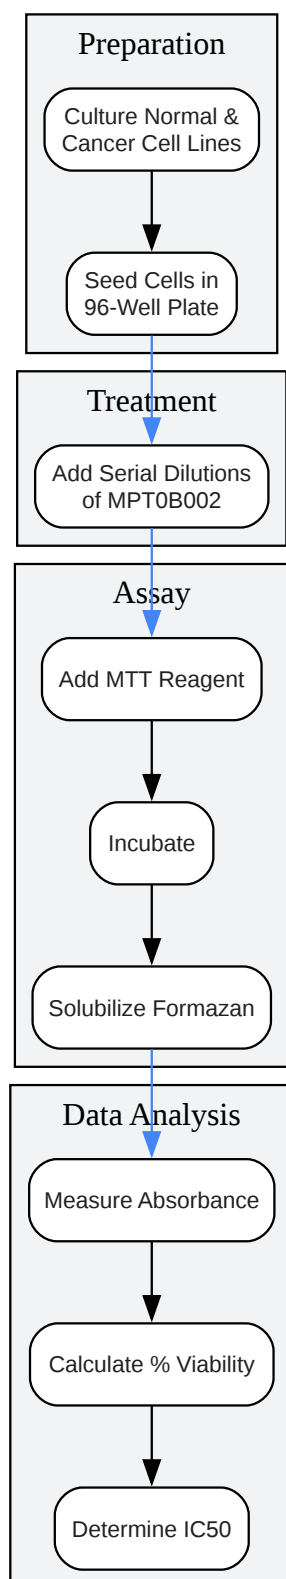 Preparation
Culture Normal &
Cancer Cell Lines
Seed Cells in
96-Well Plate
Treatment
Add Serial Dilutions
of MPT0B002
Assay
Add MTT Reagent
Incubate
Solubilize Formazan
Data Analysis
Measure Absorbance
Calculate % Viability
Determine IC50